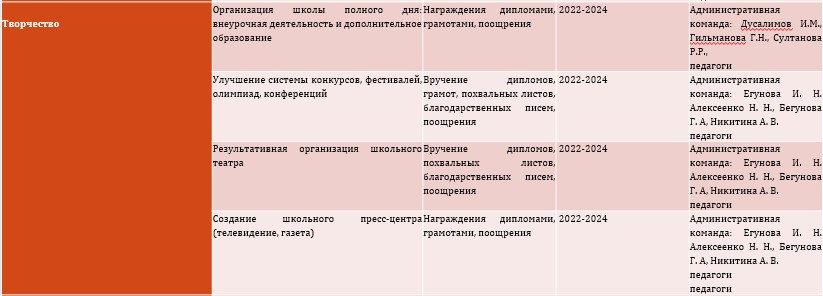 Творчество
Организация школы полного дня:
внеурочная деятельность и дополнительное
образование
Награждения дипломами,
грамотами, поощрения
2022-2024
Административная
команда: Дусалимов И.М.,
Гильманова Г.Н., Султанова
Р.Р.,
педагоги
Улучшение системы конкурсов, фестивалей,
олимпиад, конференций
Вручение дипломов,
грамот, похвальных листов,
благодарственных писем,
поощрения
2022-2024
Административная
команда: Егунова И. Н.
Алексеенко Н. Н., Бегунова
Г. А, Никитина А. В.
педагоги
Результативная организация школьного
театра
Вручение дипломов,
похвальных листов,
благодарственных писем,
поощрения
2022-2024
Административная
команда: Егунова И. Н.
Алексеенко Н. Н., Бегунова
Г. А, Никитина А. В.
педагоги
Создание школьного пресс-центра
(телевидение, газета)
Награждения дипломами,
грамотами, поощрения
2022-2024
Административная
команда: Егунова И. Н.
Алексеенко Н. Н., Бегунова
Г. А, Никитина А. В.
педагоги
педагоги